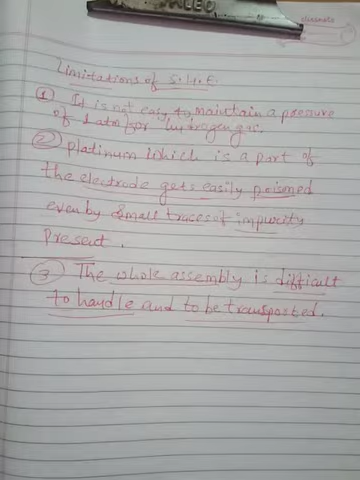 classmate
Limitations of S.H.E.
① It is not easy to maintain a pressure
of 1 atm for hydrogen gas.
② Platinum which is a part of
the electrode gets easily poisoned
even by small traces of impurity
present.
③ The whole assembly is difficult
to handle and to be transported.